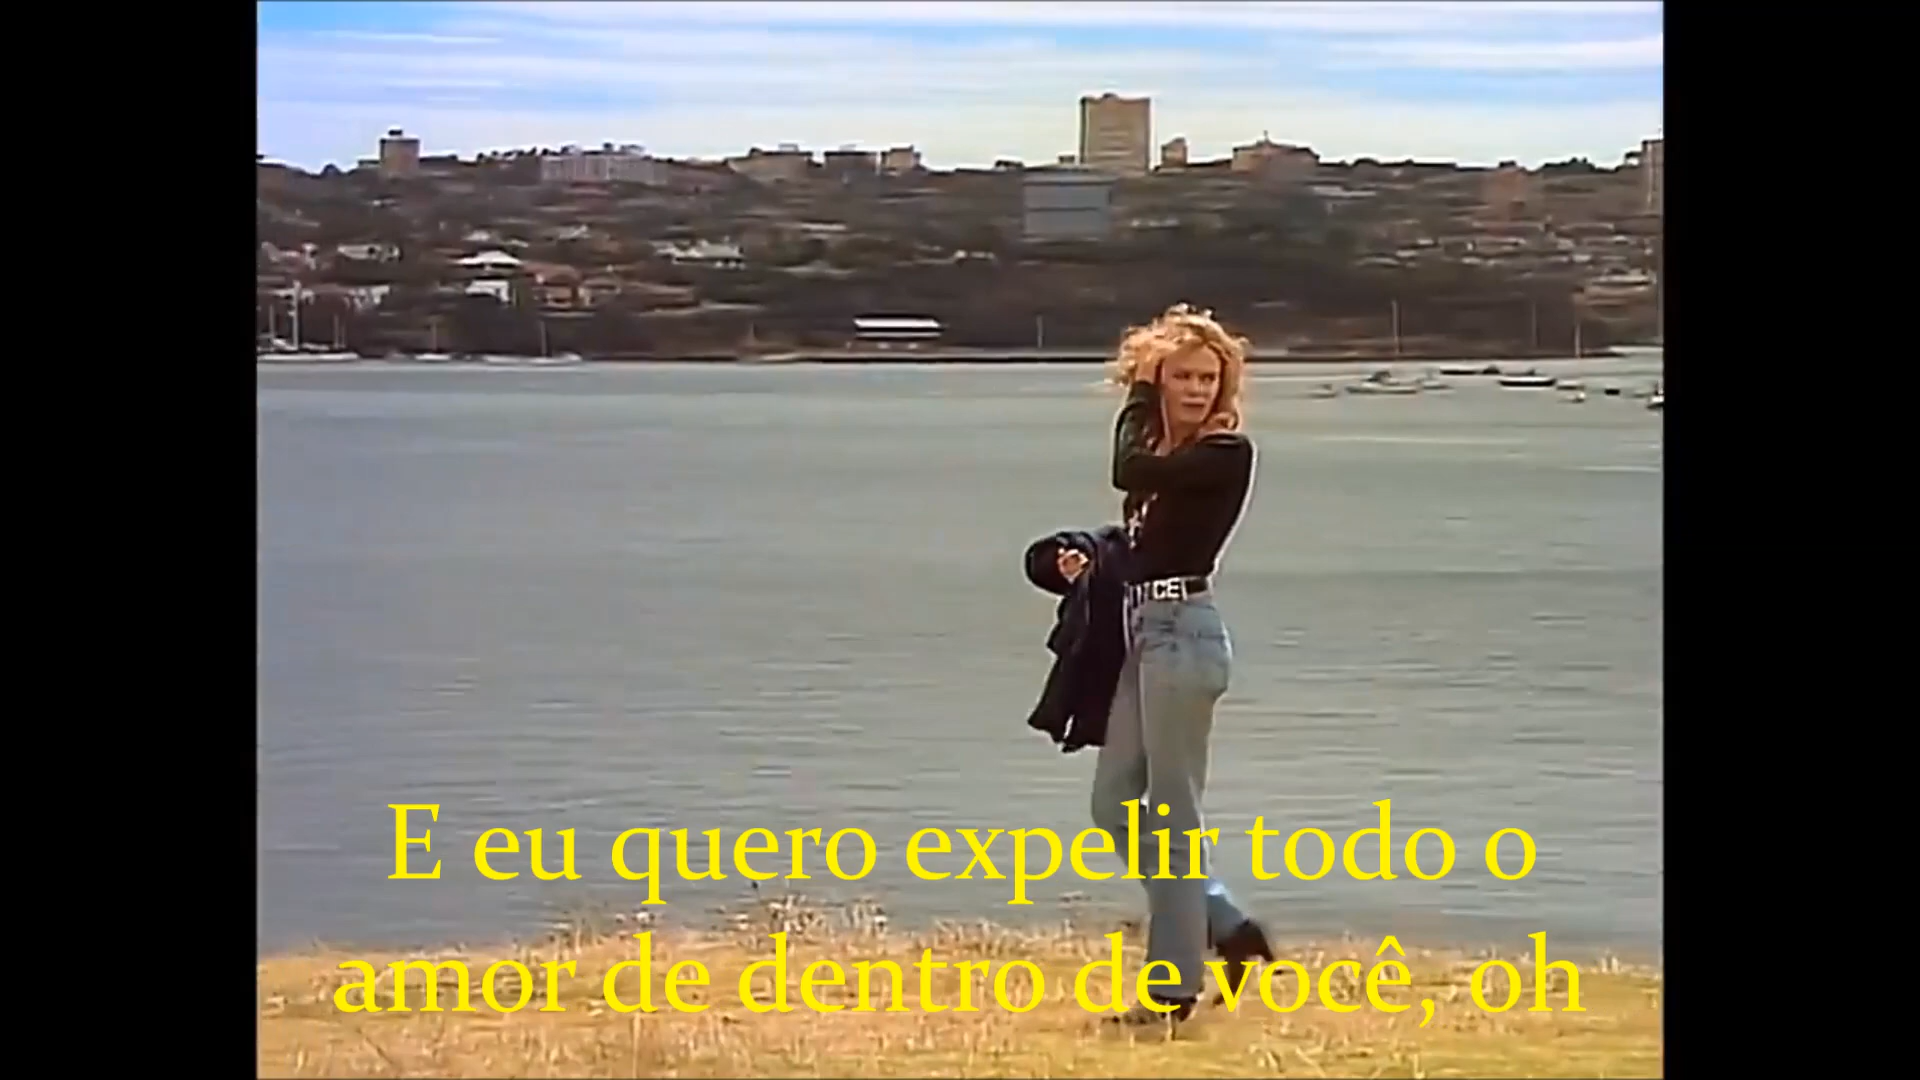 E eu quero expelir todo o
amor de dentro de você, oh